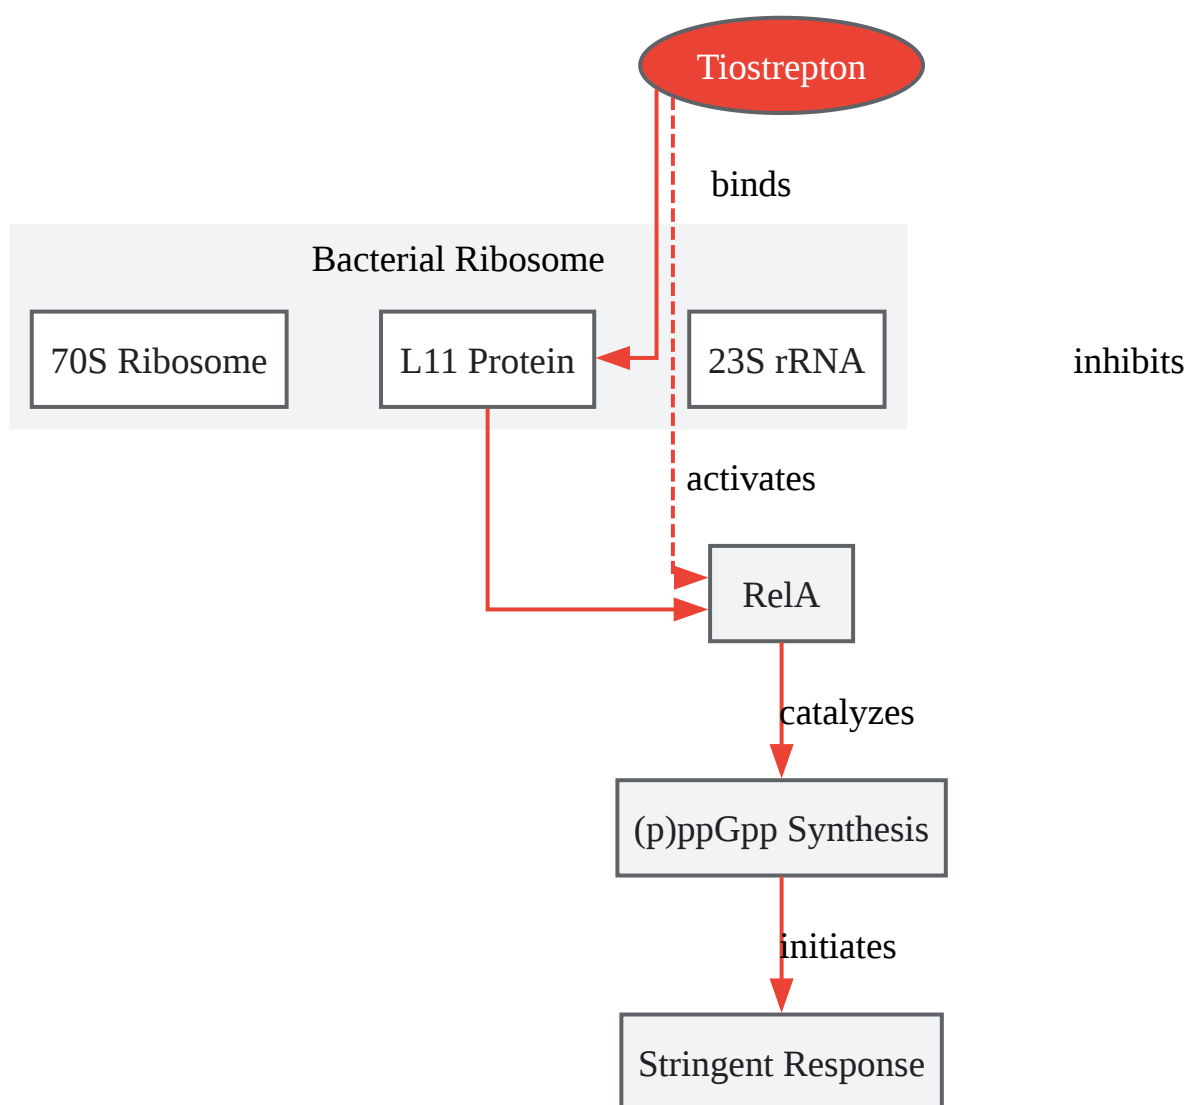 Tiostrepton
binds
Bacterial Ribosome
70S Ribosome
L11 Protein
23S rRNA
inhibits
activates
RelA
catalyzes
(p)ppGpp Synthesis
initiates
Stringent Response